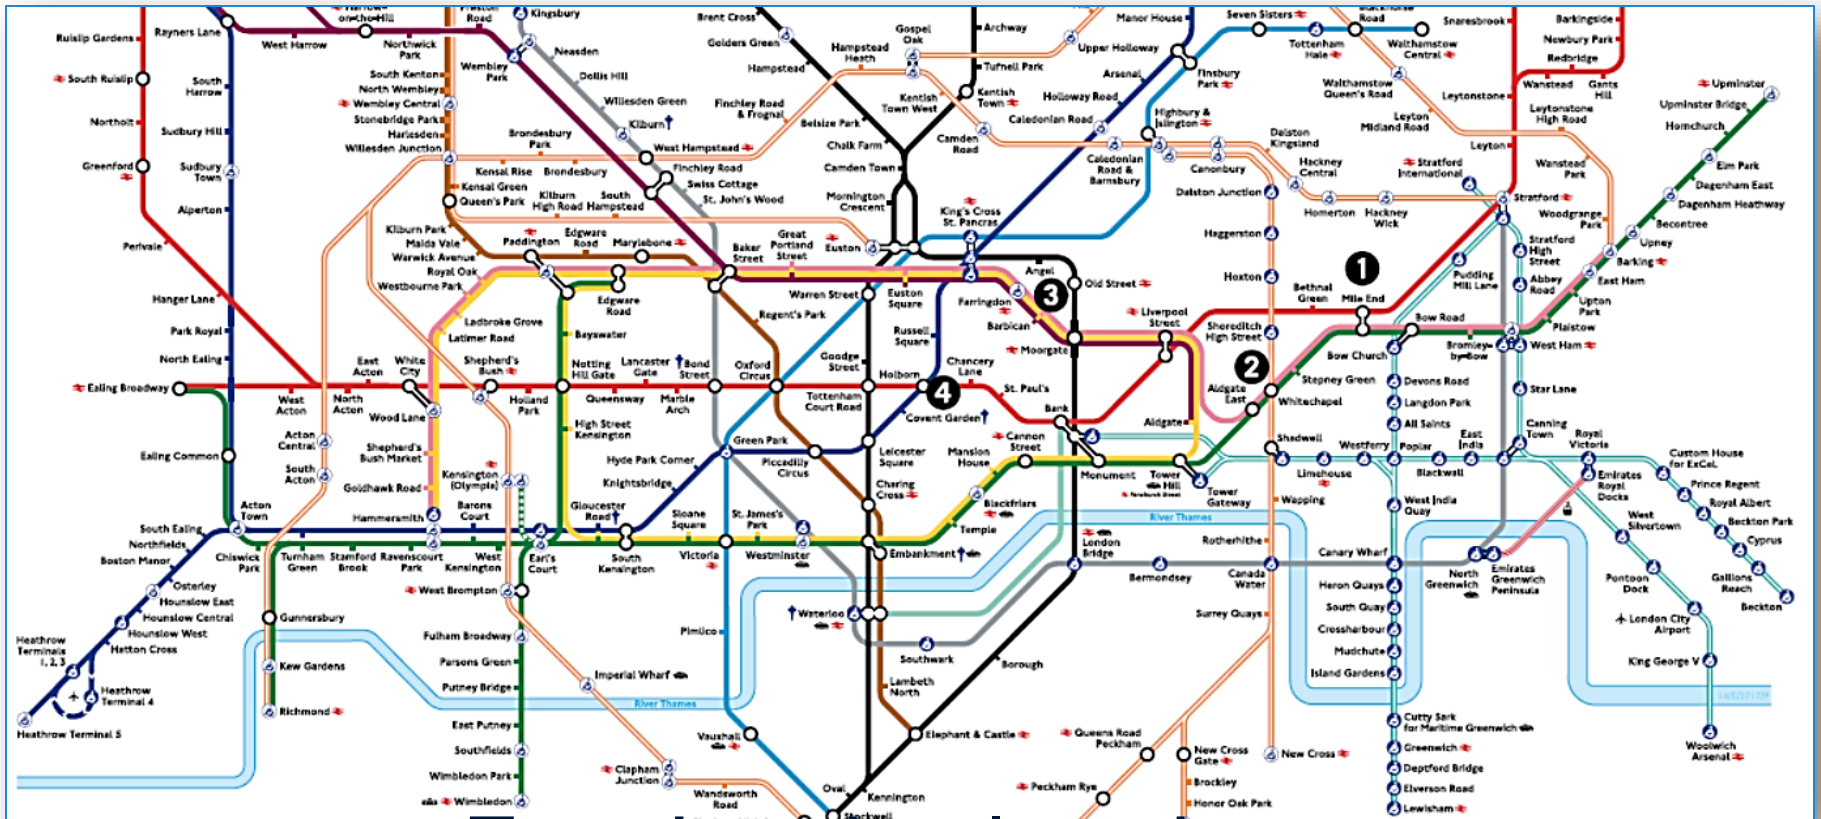 Ruislip Gardens
South Ruislip
Northolt
Greenford
Perivale
Hanger Lane
Rayners Lane
South
Harrow
Sudbury Hill
Sudbury
Town
Alperton
Park Royal
North Ealing
Ealing Broadway
Ealing Common
West Harrow
on-the-Hill
Northwick
Park
Road
South Kenton
North Wembley
Wembley Central
Stonebridge Park
Harlesden
Willesden Junction
Kensal Green
Queen's Park
Kilburn Park
Maida Vale
Warwick Avenue
Royal Oak
Westbourne Park
Ladbroke Grove
Latimer Road
Kingsbury
Wembley
Park
Neasden
Dollis Hill
Willesden Green
Kilburn
West Hampstead
Finchley Road
Swiss Cottage
St. John's Wood
Brondesbury
Park
Kensal Rise
Brondesbury
Kilburn
High Road
South
Hampstead
Paddington
Edgware
Road
Marylebone
Baker
Street
Great
Portland
Street
Edgware
Road
Bayswater
Notting
Hill Gate
Lancaster
Gate
Bond
Street
Oxford
Circus
Queensway
Marble
Arch
Holland
Park
Shepherd's
Bush
White
City
East
Acton
North
Acton
West
Acton
Wood Lane
Shepherd's
Bush Market
Goldhawk Road
Hammersmith
Acton
Central
South
Acton
Acton
Town
South Ealing
Northfields
Boston Manor
Osterley
Hounslow East
Hounslow Central
Hounslow West
Hatton Cross
Heathrow
Terminals
1, 2, 3
Heathrow
Terminal 4
Heathrow Terminal 5
Chiswick
Park
Turnham
Green
Stamford
Brook
Ravenscourt
Park
West
Kensington
Barons
Court
Kensington
(Olympia)
Earl's
Court
Gloucester
Road
High Street
Kensington
South
Kensington
West Brompton
Gunnersbury
Kew Gardens
Richmond
Fulham Broadway
Parsons Green
Putney Bridge
East Putney
Southfields
Wimbledon Park
Wimbledon
Imperial Wharf
River Thames
Clapham
Junction
Wandsworth
Road
Brent Cross
Golders Green
Hampstead
Finchley Road
& Frognal
Belsize Park
Chalk Farm
Camden Town
Mornington
Crescent
Euston
Hampstead
Heath
Gospel
Oak
Kentish
Town West
Archway
Tufnell Park
Kentish
Town
Camden
Road
Upper Holloway
Manor House
Arsenal
Holloway Road
Caledonian Road
Finsbury
Park
Highbury &
Islington
Caledonian
Road &
Barnsbury
Canonbury
Dalston
Kingsland
Hackney
Central
Homerton
Hackney
Wick
Dalston Junction
Haggerston
Hoxton
Shoreditch
High Street
King's Cross
St. Pancras
Angel
Old Street
Warren Street
Euston
Square
Farringdon
3
Barbican
Moorgate
Liverpool
Street
Regent's Park
Russell
Square
Goodge
Street
Holborn
Tottenham
Court Road
4
Chancery
Lane
St. Paul's
Covent Garden
Bank
Green Park
Piccadilly
Circus
Leicester
Square
Charing
Cross
Hyde Park Corner
Knightsbridge
Sloane
Square
St. James's
Park
Victoria
Westminster
Embankment
Temple
Blackfriars
Mansion
House
Cannon
Street
Monument
Tower
Hill
Tower
Gateway
Aldgate
Aldgate
East
2
Whitechapel
Stepney Green
Bethnal
Green
1
Mile End
Bow Road
Bow Church
Bromley-
by-Bow
West Ham
Plaistow
Upton
Park
East Ham
Barking
Upney
Becontree
Dagenham Heathway
Dagenham East
Elm Park
Hornchurch
Upminster Bridge
Upminster
Seven Sisters
Tottenham
Hale
Road
Walthamstow
Central
Walthamstow
Queen's Road
Leyton
Midland Road
Snaresbrook
Leytonstone
Leyton
Barkingside
Newbury Park
Redbridge
Wanstead
Gants
Hill
Leytonstone
High Road
Wanstead
Park
Woodgrange
Park
Stratford
International
Stratford
Stratford
High
Street
Abbey
Road
Pudding
Mill Lane
Devons Road
Langdon Park
All Saints
Star Lane
Canning
Town
Royal
Victoria
Custom House
for ExCeL
Prince Regent
Royal Albert
Beckton Park
Cyprus
Gallions
Reach
Beckton
Emirates
Royal
Docks
West
Silvertown
Pontoon
Dock
London City
Airport
King George V
Woolwich
Arsenal
Shadwell
Limehouse
Westferry
Poplar
Blackwall
East
India
West India
Quay
Canary Wharf
Heron Quays
South Quay
Crossharbour
Mudchute
Island Gardens
Cutty Sark
for Maritime Greenwich
Greenwich
Deptford Bridge
Elverson Road
Lewisham
North
Greenwich
Emirates
Greenwich
Peninsula
Wapping
Rotherhithe
Canada
Water
Surrey Quays
River Thames
London
Bridge
Bermondsey
Waterloo
Southwark
Borough
Pimlico
Lambeth
North
Vauxhall
Elephant & Castle
Oval
Kennington
Stockwell
Queens Road
Peckham
Peckham Rye
New Cross
Gate
New Cross
Brockley
Honor Oak Park